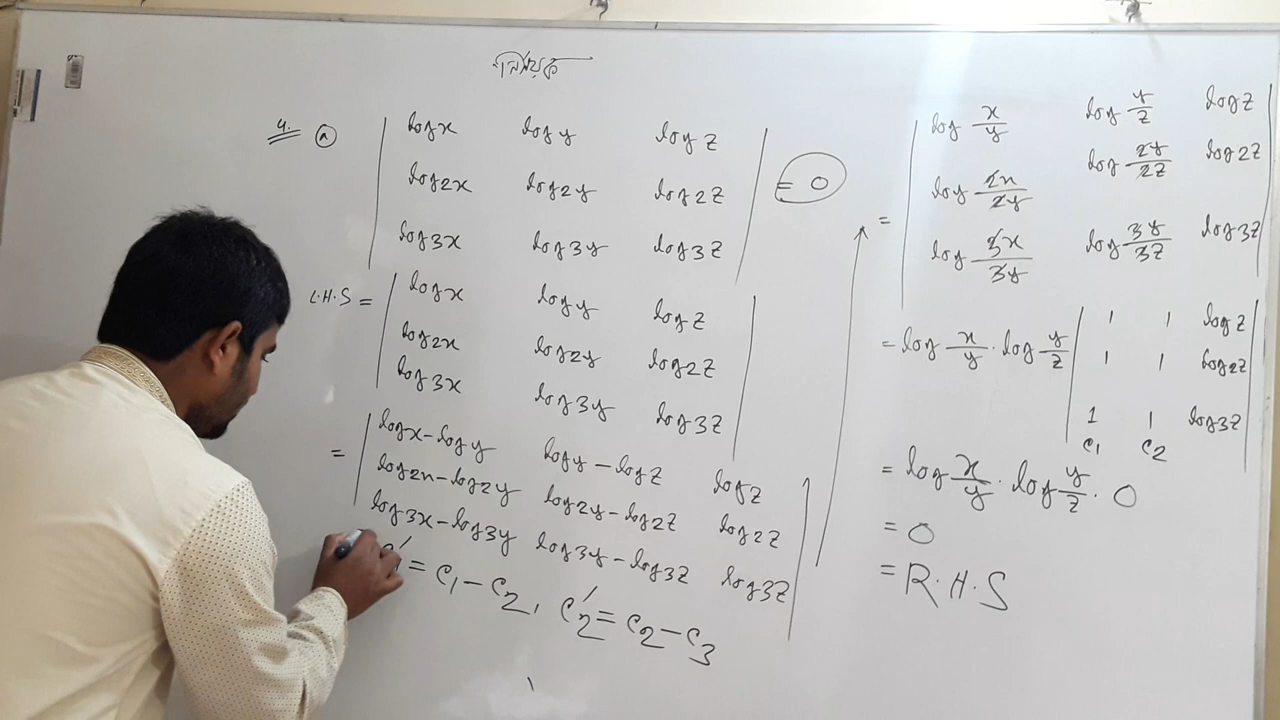 নির্ণায়ক
4. (a) | log x log y log z |
| log 2x log 2y log 2z | = 0
| log 3x log 3y log 3z |
L.H.S = | log x log y log z |
| log 2x log 2y log 2z |
| log 3x log 3y log 3z |
= | log x - log y log y - log z log z |
| log 2x - log 2y log 2y - log 2z log 2z |
| log 3x - log 3y log 3y - log 3z log 3z |
= c₁ - c₂, c₂' = c₂ - c₃
| log x/y log y/z log z |
= | log 2x/2y log 2y/2z log 2z |
| log 3x/3y log 3y/3z log 3z |
= log x/y . log y/z | 1 1 log z |
| 1 1 log 2z |
| 1 1 log 3z |
c₁ c₂
= log x/y . log y/z . 0
= 0
= R.H.S